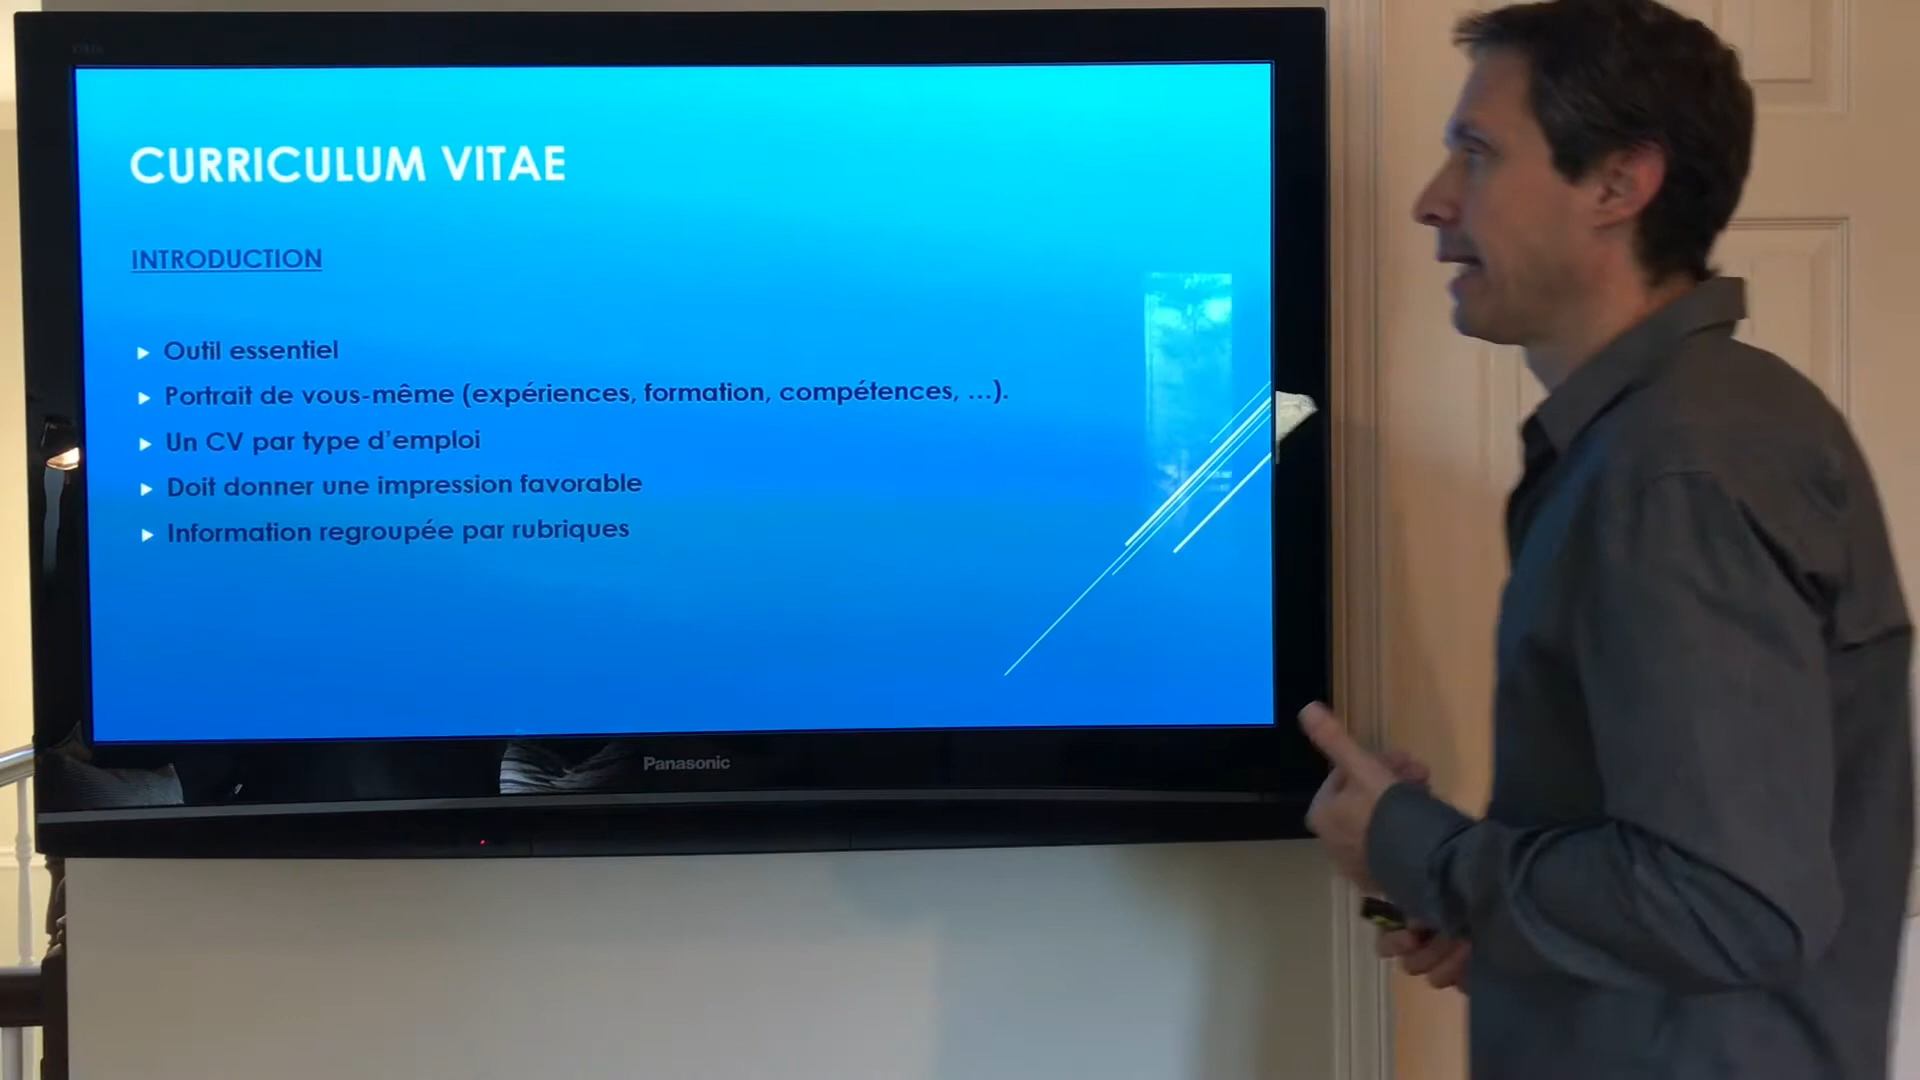 CURRICULUM VITAE
INTRODUCTION
Outil essentiel
Portrait de vous-même (expériences, formation, compétences, ...).
Un CV par type d'emploi
Doit donner une impression favorable
Information regroupée par rubriques
Panasonic